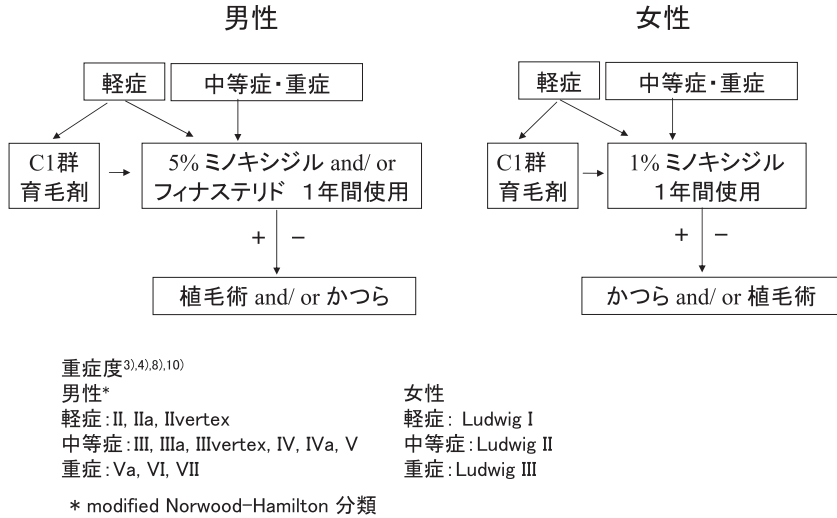 男性
軽症
中等症・重症
C1群
育毛剤
5% ミノキシジル and/ or
フィナステリド １年間使用
+ −
植毛術 and/ or かつら
女性
軽症
中等症・重症
C1群
育毛剤
1% ミノキシジル
１年間使用
+ −
かつら and/ or 植毛術
重症度3),4),8),10)
男性*
軽症：II, IIa, IIvertex
中等症：III, IIIa, IIIvertex, IV, IVa, V
重症：Va, VI, VII
女性
軽症： Ludwig I
中等症：Ludwig II
重症：Ludwig III
* modified Norwood-Hamilton 分類